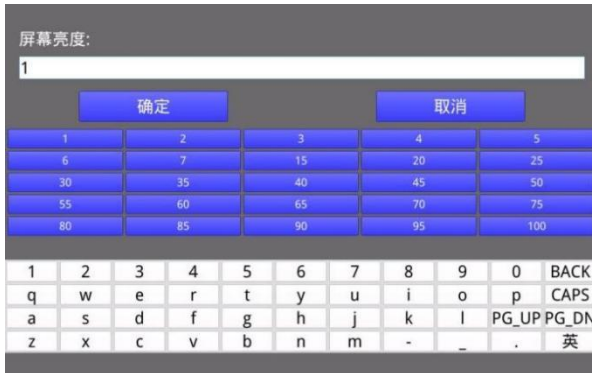 屏幕亮度:
1
确定 取消
1 2 3 4 5
6 7 15 20 25
30 35 40 45 50
55 60 65 70 75
80 85 90 95 100
1 2 3 4 5 6 7 8 9 0 BACK
q w e r t y u i o p CAPS
a s d f g h j k l PG_UP PG_DN
z x c v b n m - _ . 英